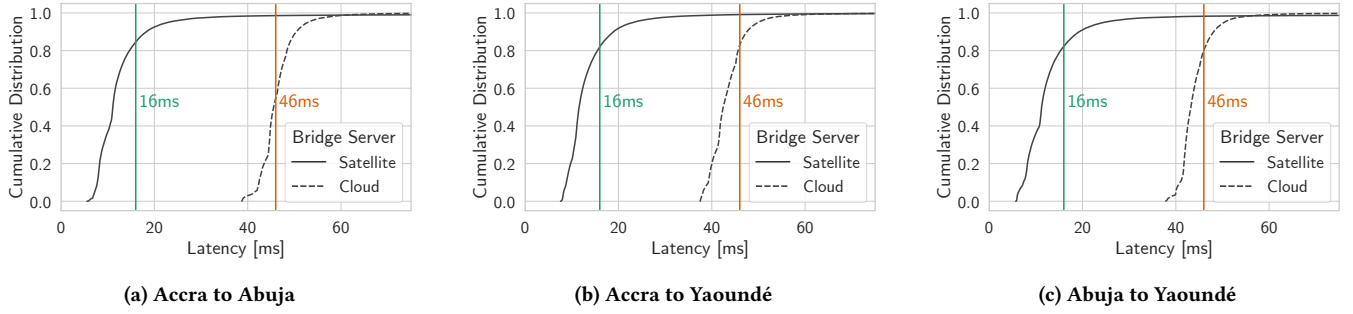 Cumulative Distribution
1.0
0.8
0.6
0.4
0.2
0.0
16ms
46ms
Bridge Server
Satellite
Cloud
0
20
40
60
Latency [ms]
(a) Accra to Abuja
Cumulative Distribution
1.0
0.8
0.6
0.4
0.2
0.0
16ms
46ms
Bridge Server
Satellite
Cloud
0
20
40
60
Latency [ms]
(b) Accra to Yaoundé
Cumulative Distribution
1.0
0.8
0.6
0.4
0.2
0.0
16ms
46ms
Bridge Server
Satellite
Cloud
0
20
40
60
Latency [ms]
(c) Abuja to Yaoundé